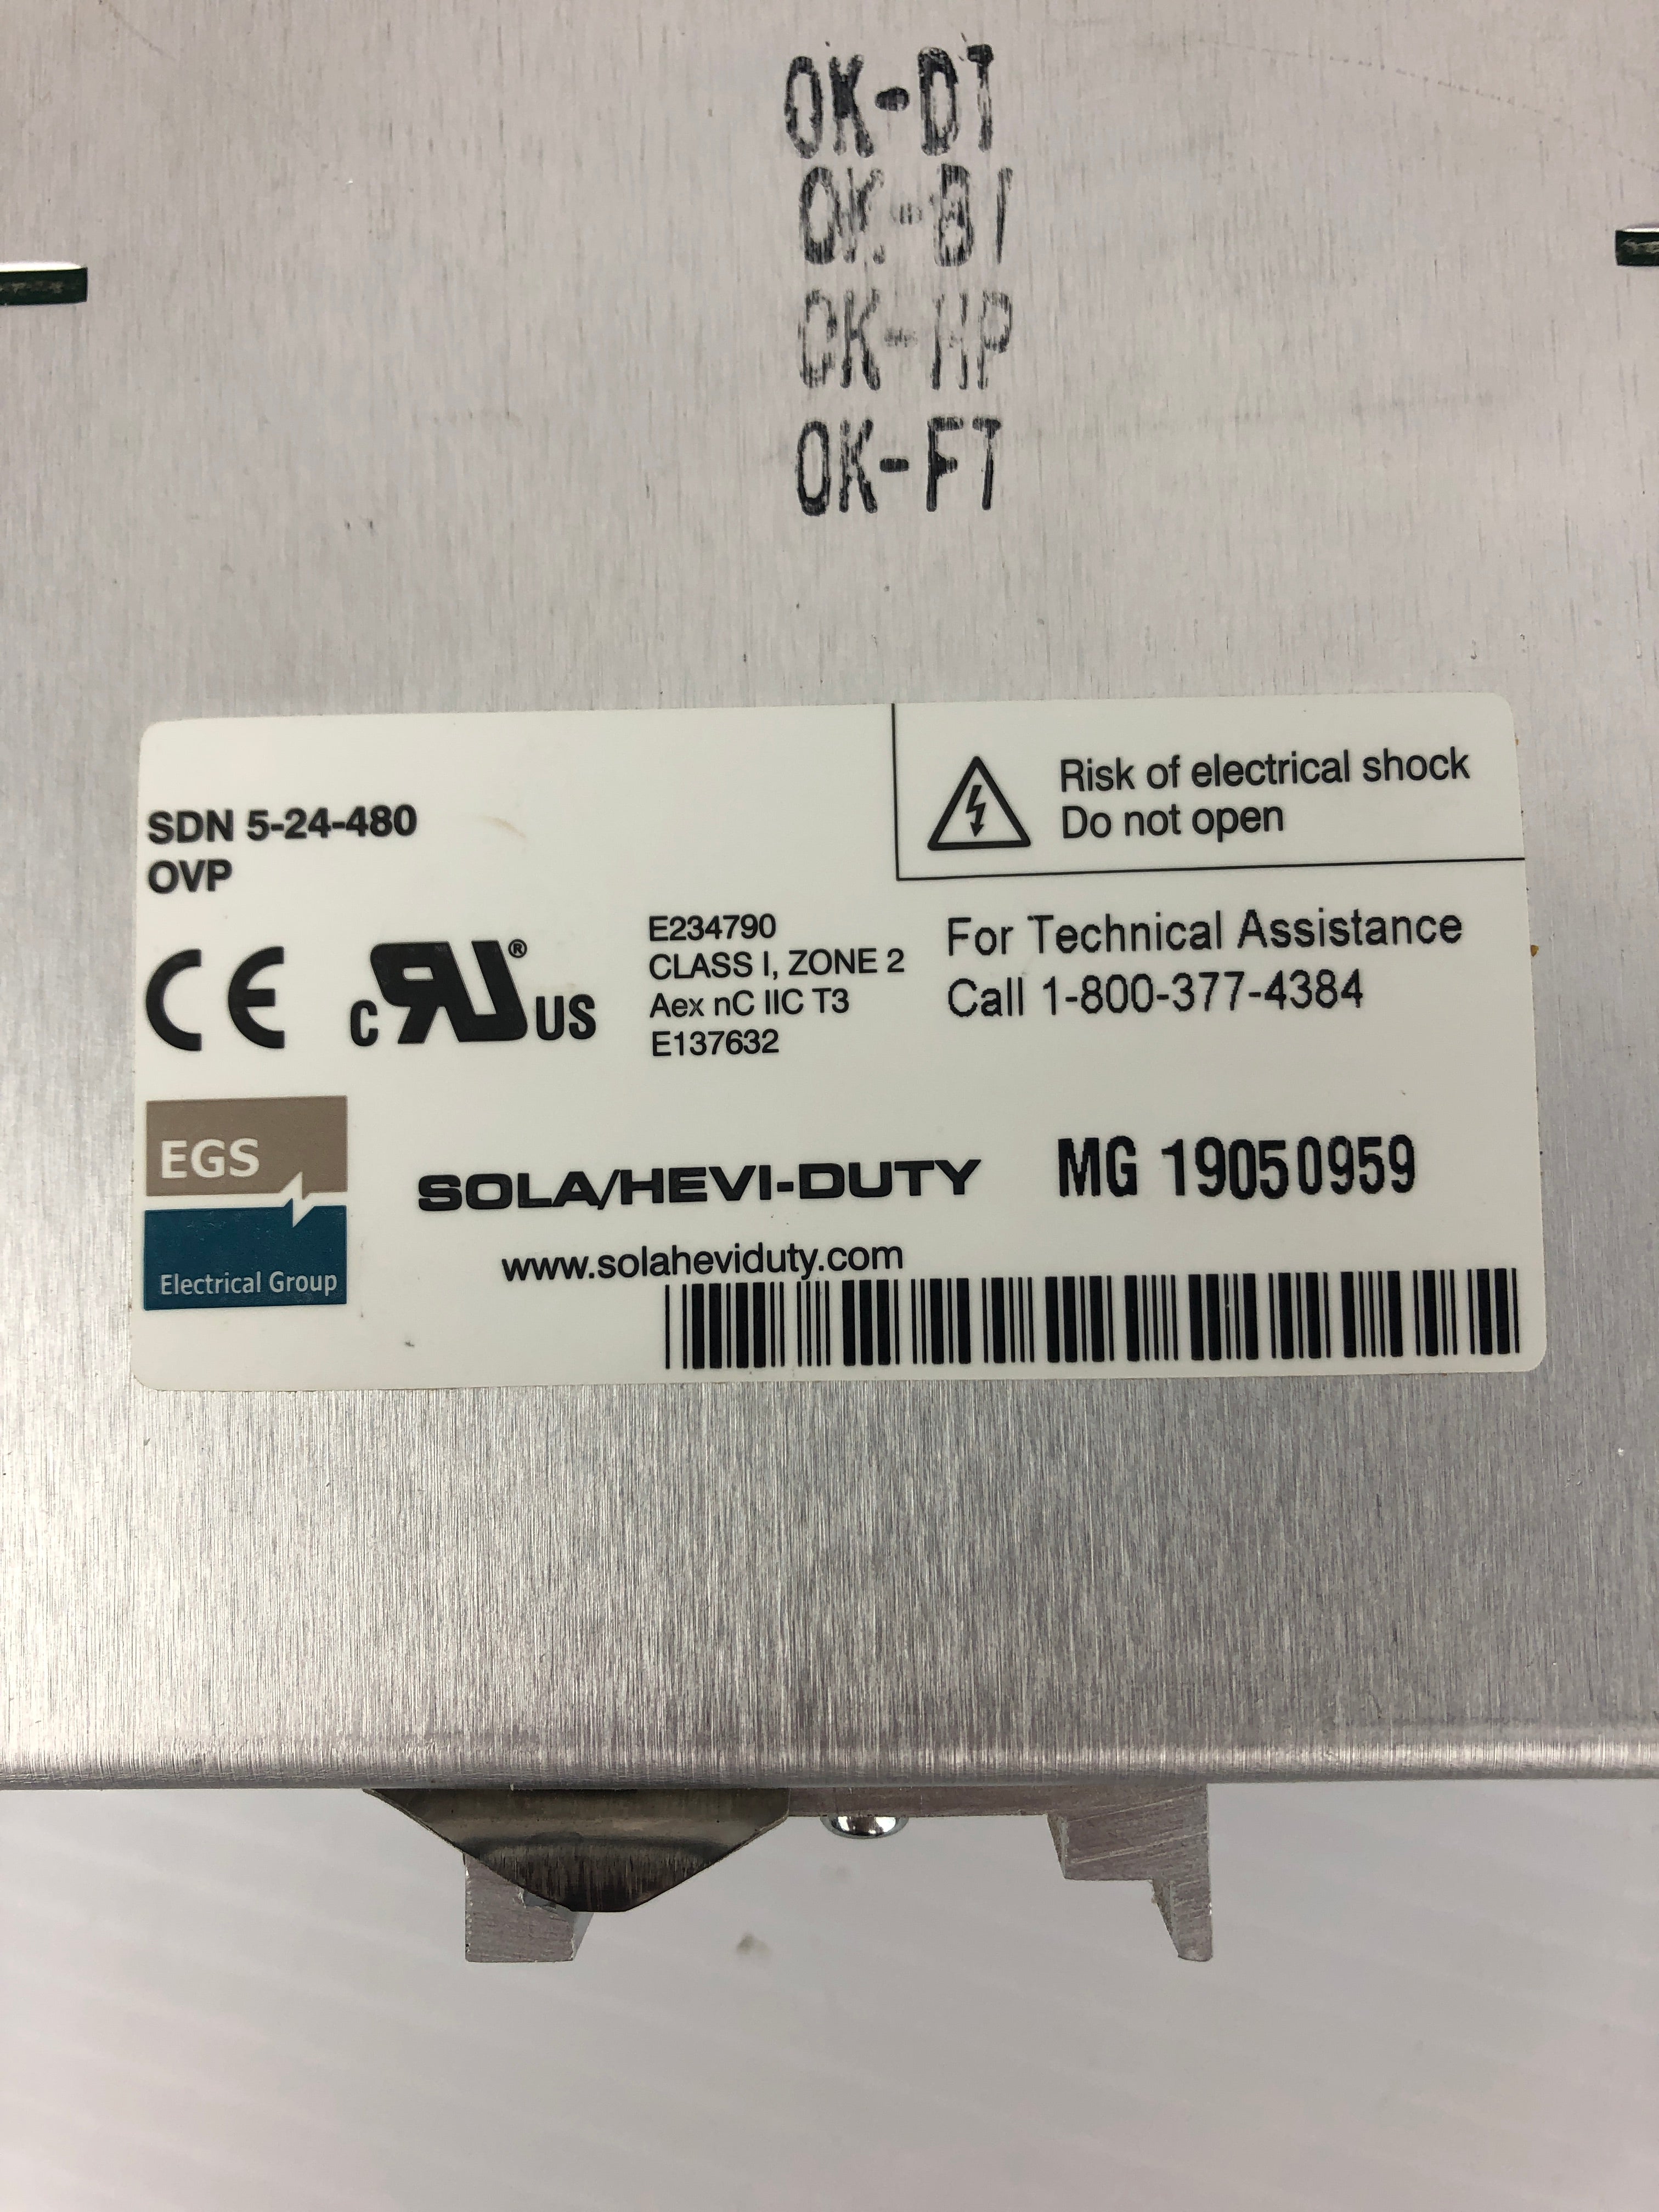 OK-DT
OK-BI
OK-HP
OK-FT
SDN 5-24-480
OVP
Risk of electrical shock
Do not open
CE
c RU ® US
E234790
CLASS I, ZONE 2
Aex nC IIC T3
E137632
For Technical Assistance
Call 1-800-377-4384
EGS
Electrical Group
SOLA/HEVI-DUTY
MG 19050959
www.solaheviduty.com